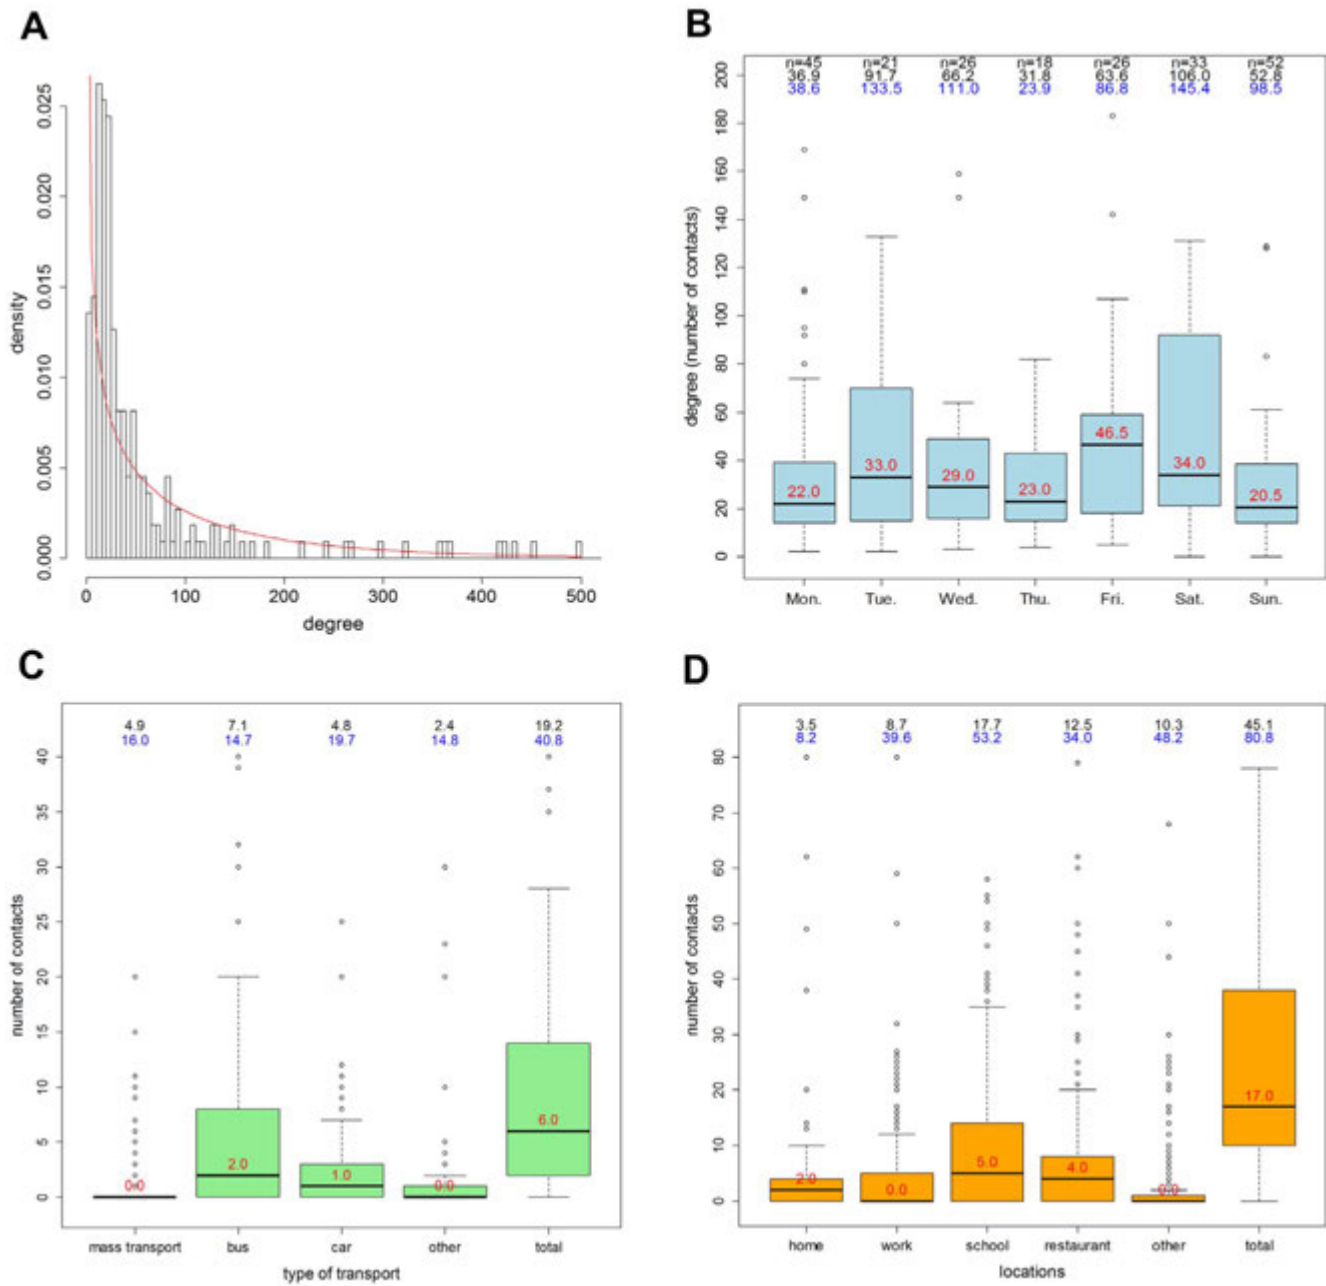 A
0.000 0.005 0.010 0.015 0.020 0.025
density
0 100 200 300 400 500
degree
B
n=45 n=21 n=26 n=18 n=26 n=33 n=52
36.9 91.7 66.2 31.8 63.6 106.0 52.8
38.6 133.5 111.0 23.9 86.8 145.4 98.5
0 20 40 60 80 100 120 140 160 180 200
degree (number of contacts)
22.0 33.0 29.0 23.0 46.5 34.0 20.5
Mon. Tue. Wed. Thu. Fri. Sat. Sun.
C
4.9 7.1 4.8 2.4 19.2
16.0 14.7 19.7 14.8 40.8
0 5 10 15 20 25 30 35 40
number of contacts
0.0 2.0 1.0 0.0 6.0
mass transport bus car other total
type of transport
D
3.5 8.7 17.7 12.5 10.3 45.1
8.2 39.6 53.2 34.0 48.2 80.8
0 10 20 30 40 50 60 70 80
number of contacts
2.0 0.0 5.0 4.0 0.0 17.0
home work school restaurant other total
locations